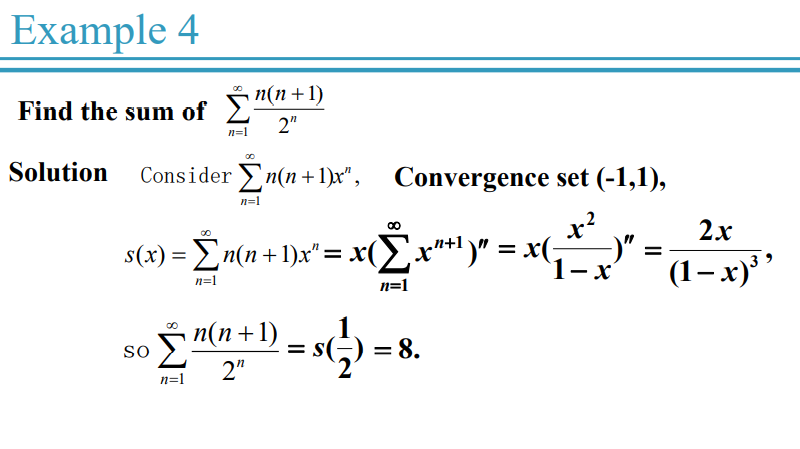 Example 4
Find the sum of $\sum_{n=1}^{\infty} \frac{n(n+1)}{2^n}$
Solution Consider $\sum_{n=1}^{\infty} n(n+1)x^n$, Convergence set (-1,1),
$s(x) = \sum_{n=1}^{\infty} n(n+1)x^n = x(\sum_{n=1}^{\infty} x^{n+1})'' = x(\frac{x^2}{1-x})'' = \frac{2x}{(1-x)^3}$,
so $\sum_{n=1}^{\infty} \frac{n(n+1)}{2^n} = s(\frac{1}{2}) = 8.$